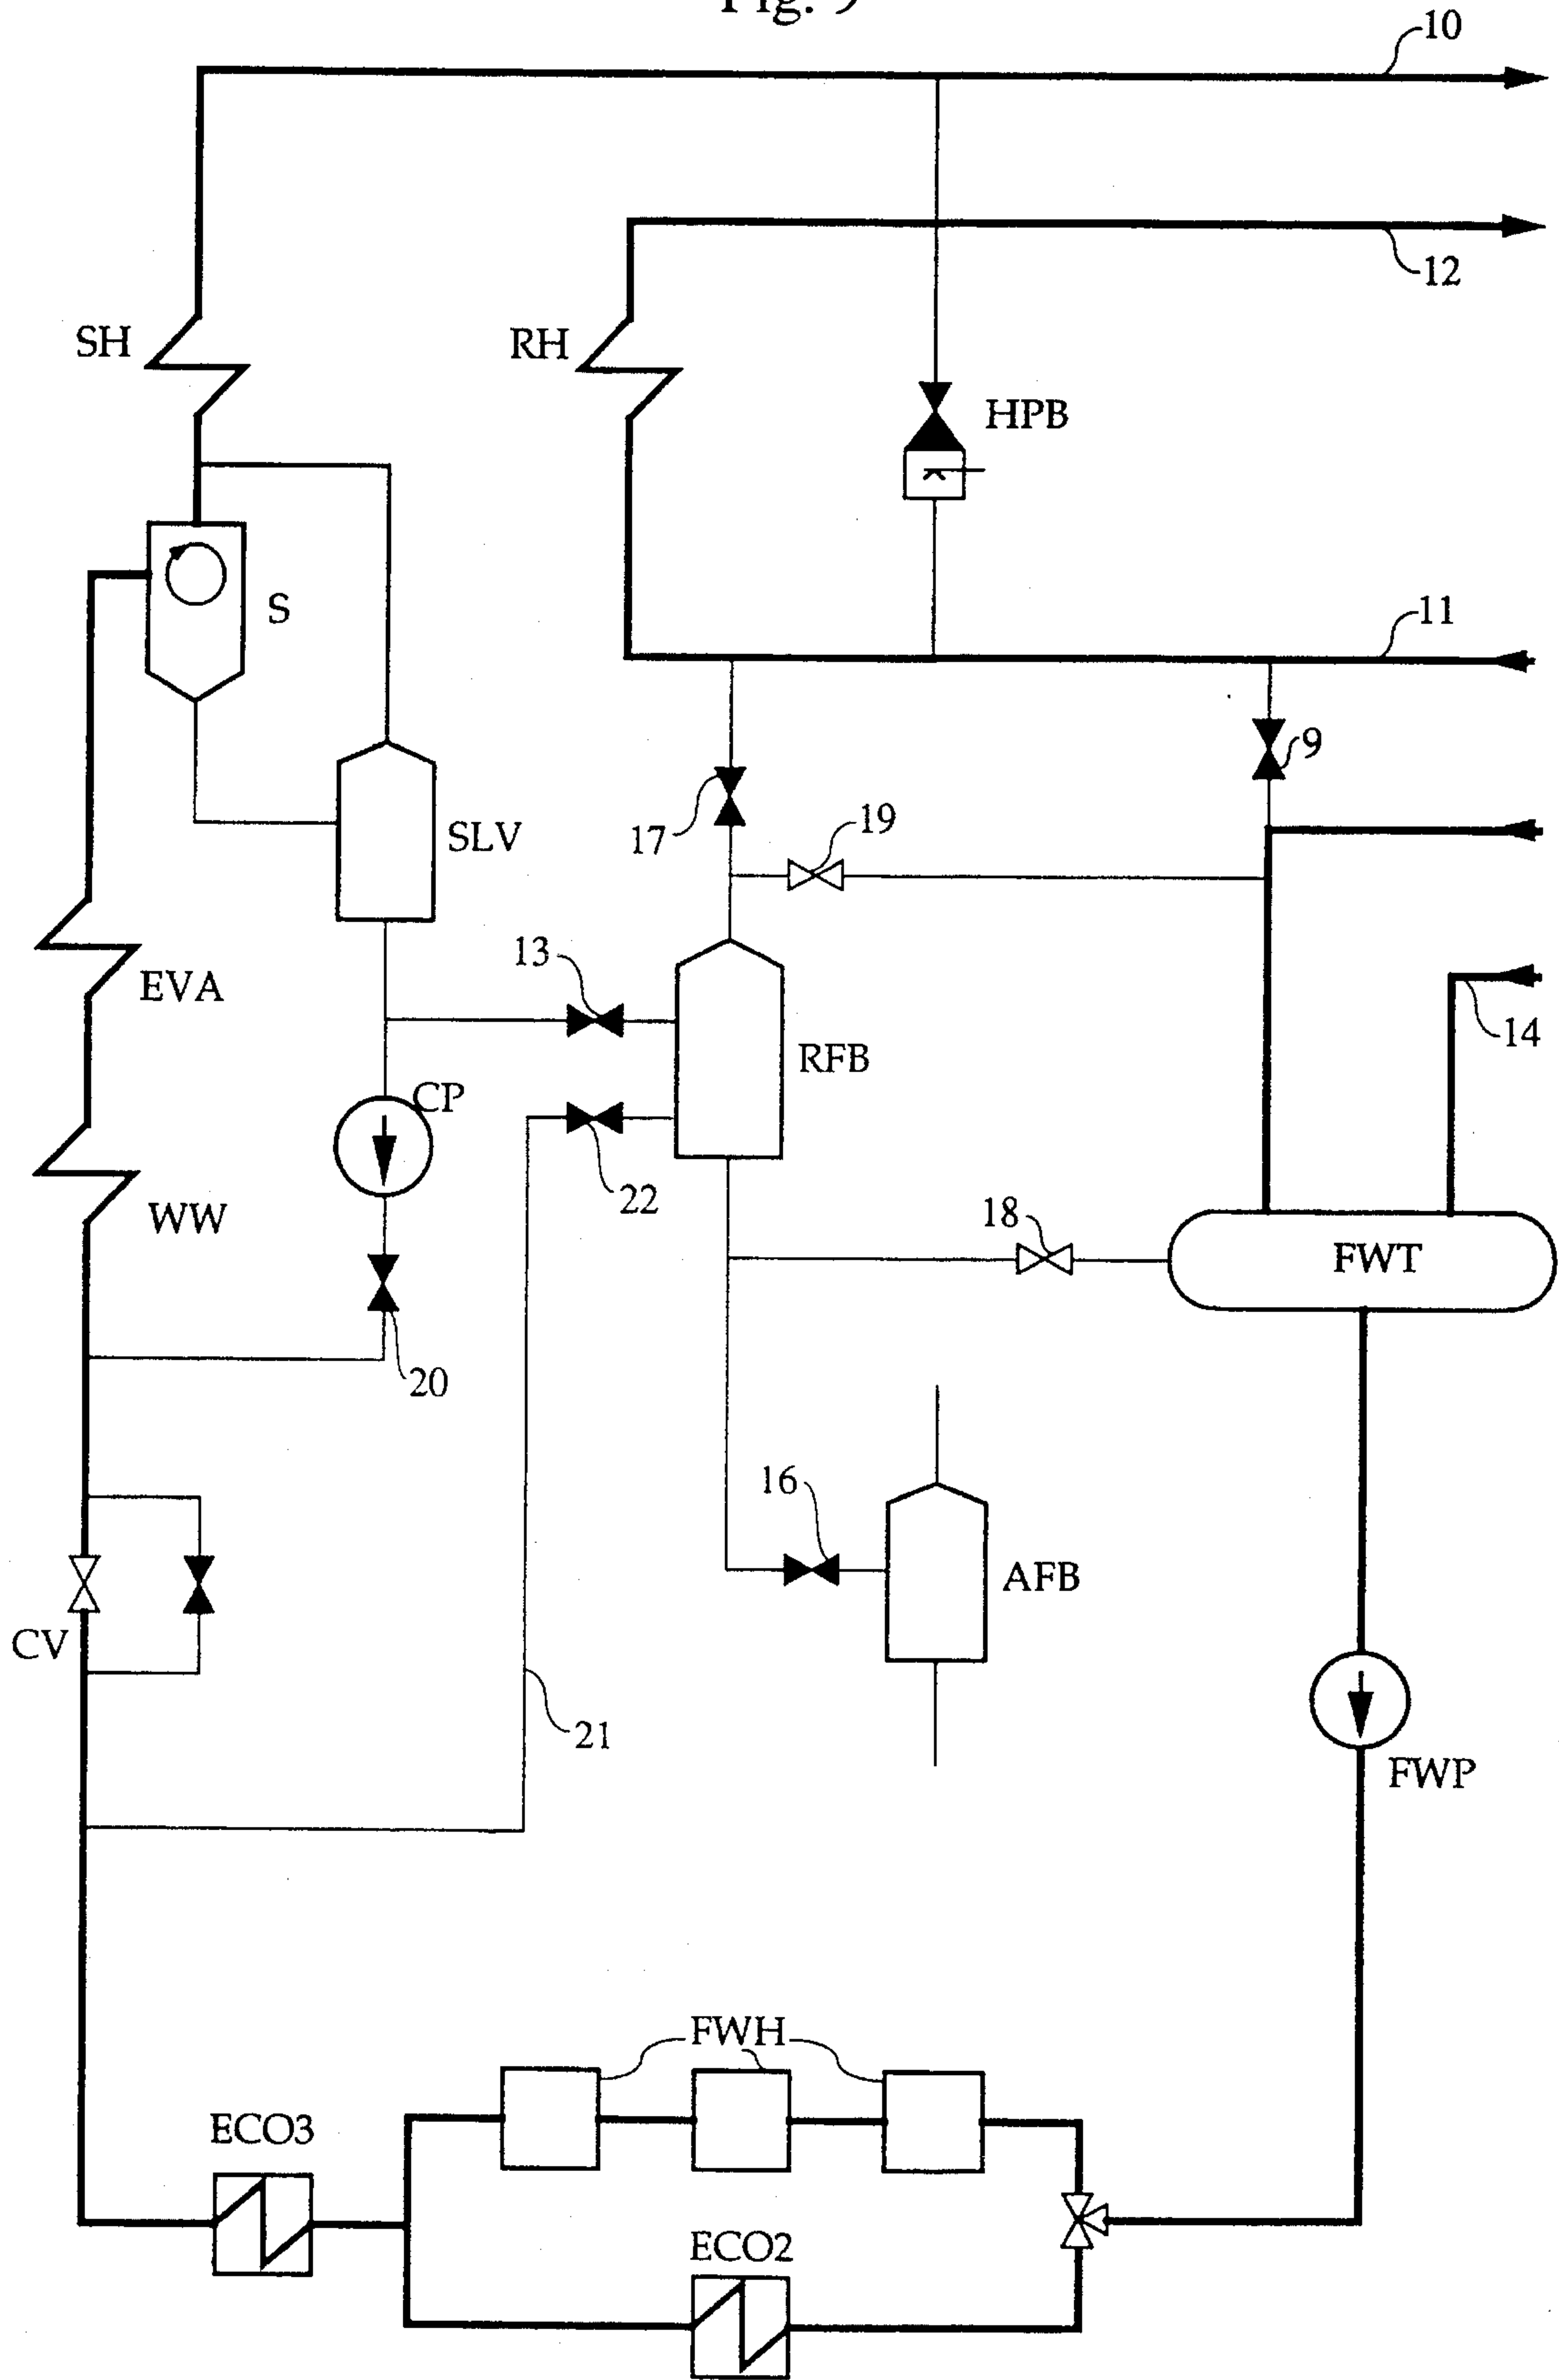 Fig. 9
10
12
SH
RH
HPB
11
S
9
17
19
SLV
13
EVA
RFB
14
CP
22
WW
18
FWT
20
16
AFB
CV
21
FWP
FWH
ECO3
ECO2